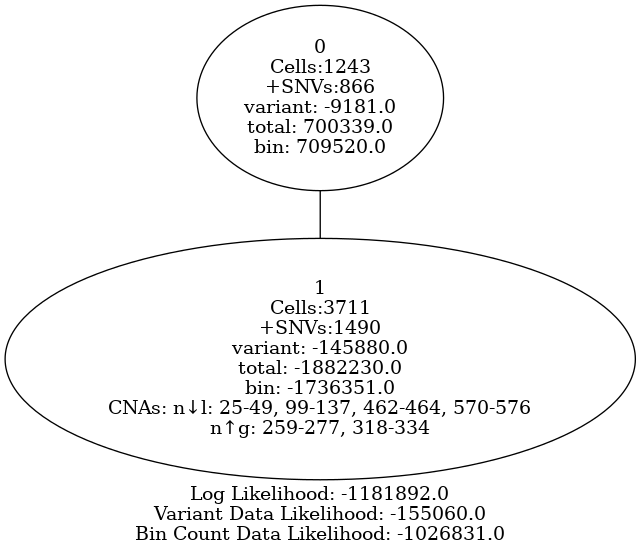 0
Cells:1243
+SNVs:866
variant: -9181.0
total: 700339.0
bin: 709520.0
1
Cells:3711
+SNVs:1490
variant: -145880.0
total: -1882230.0
bin: -1736351.0
CNAs: n↓l: 25-49, 99-137, 462-464, 570-576
n↑g: 259-277, 318-334
Log Likelihood: -1181892.0
Variant Data Likelihood: -155060.0
Bin Count Data Likelihood: -1026831.0